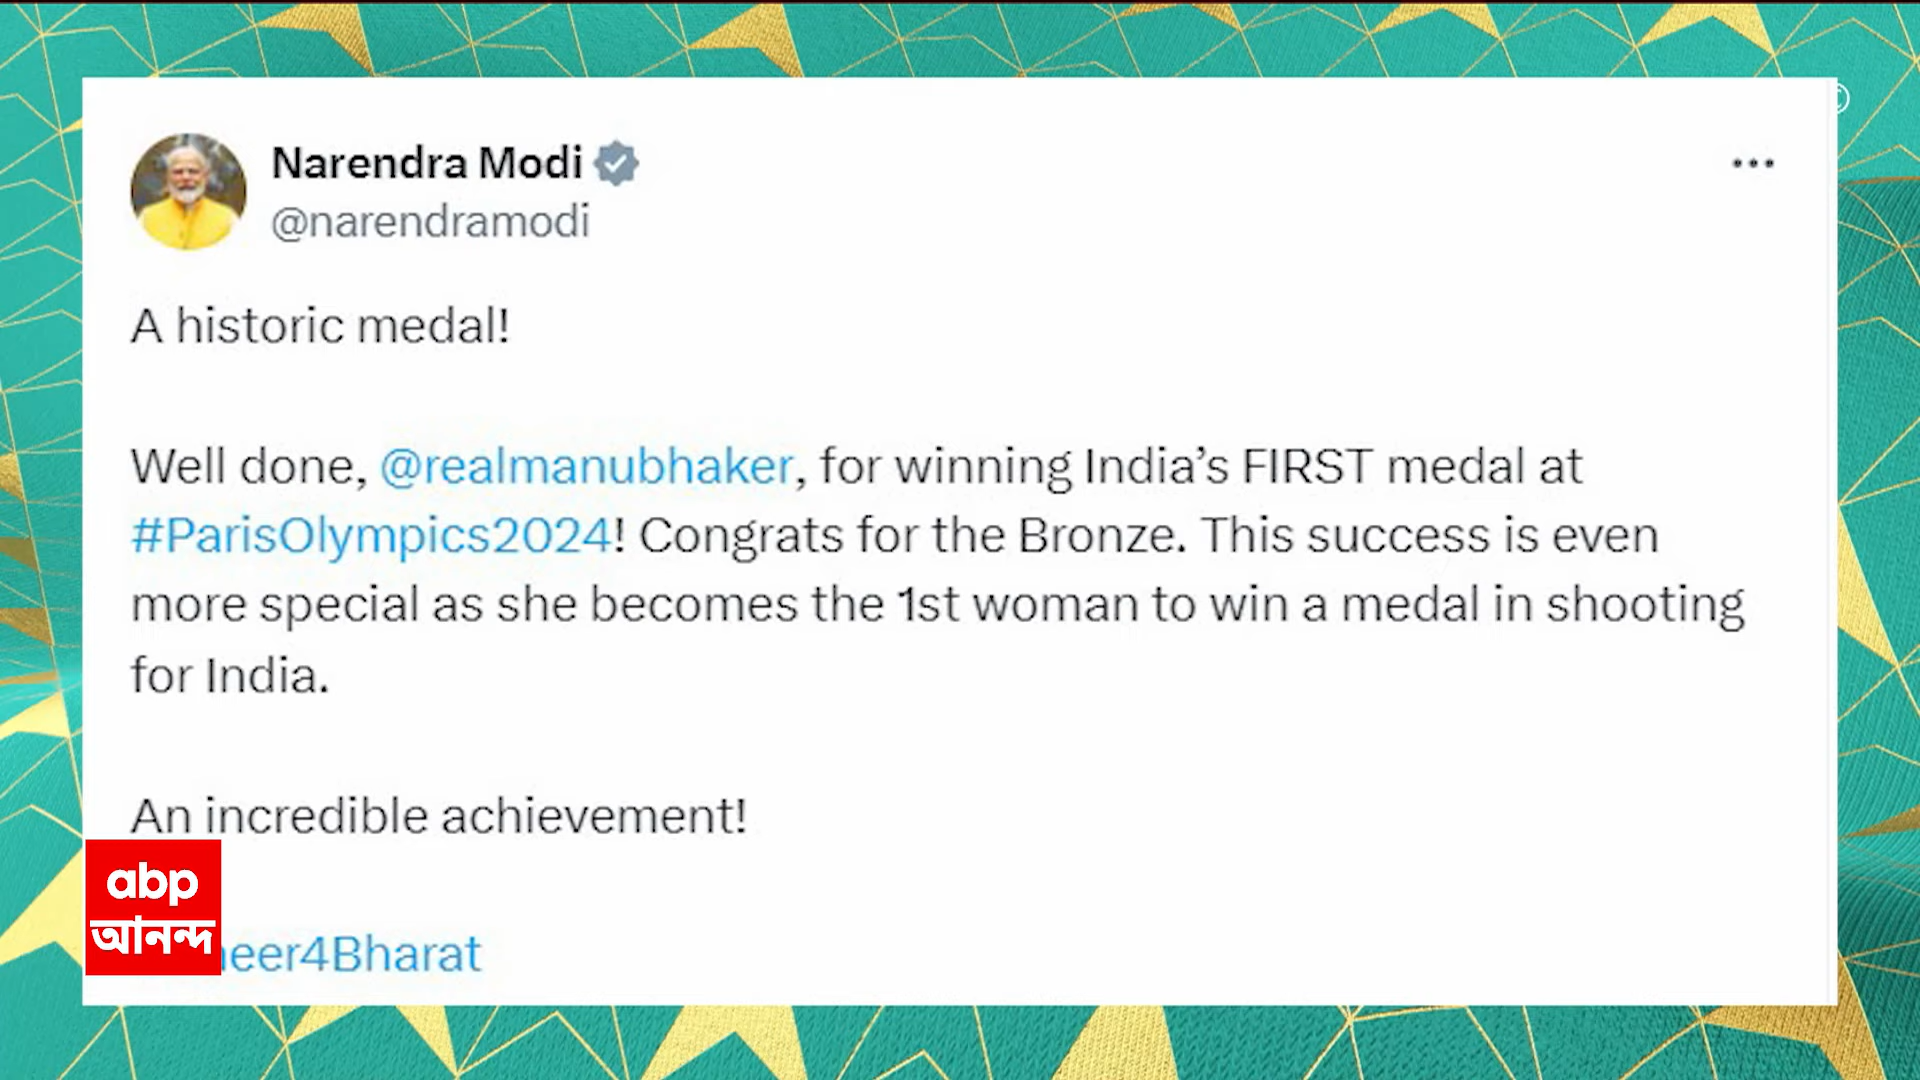 Narendra Modi
@narendramodi
A historic medal!
Well done, @realmanubhaker, for winning India’s FIRST medal at
#ParisOlympics2024! Congrats for the Bronze. This success is even
more special as she becomes the 1st woman to win a medal in shooting
for India.
An incredible achievement!
abp
আনন্দ
heer4Bharat